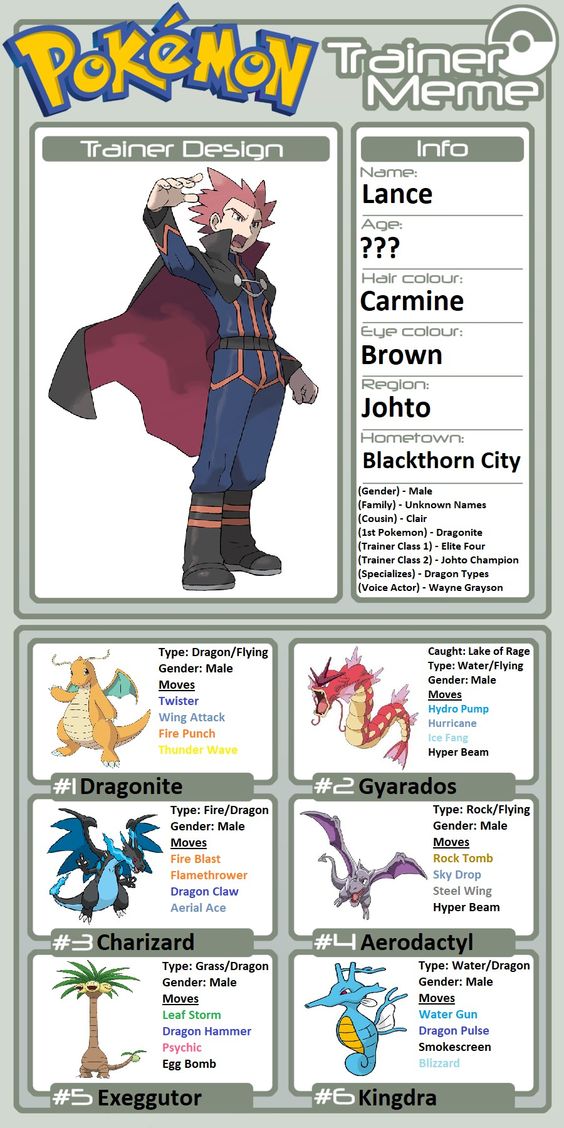 POKéMON
Trainer
Meme
Trainer Design
Info
Name:
Lance
Age:
???
Hair colour:
Carmine
Eye colour:
Brown
Region:
Johto
Hometown:
Blackthorn City
(Gender) - Male
(Family) - Unknown Names
(Cousin) - Clair
(1st Pokemon) - Dragonite
(Trainer Class 1) - Elite Four
(Trainer Class 2) - Johto Champion
(Specializes) - Dragon Types
(Voice Actor) - Wayne Grayson
Type: Dragon/Flying
Gender: Male
Moves
Twister
Wing Attack
Fire Punch
Thunder Wave
#1 Dragonite
Caught: Lake of Rage
Type: Water/Flying
Gender: Male
Moves
Hydro Pump
Hurricane
Ice Fang
Hyper Beam
#2 Gyarados
Type: Fire/Dragon
Gender: Male
Moves
Fire Blast
Flamethrower
Dragon Claw
Aerial Ace
#3 Charizard
Type: Rock/Flying
Gender: Male
Moves
Rock Tomb
Sky Drop
Steel Wing
Hyper Beam
#4 Aerodactyl
Type: Grass/Dragon
Gender: Male
Moves
Leaf Storm
Dragon Hammer
Psychic
Egg Bomb
#5 Exeggutor
Type: Water/Dragon
Gender: Male
Moves
Water Gun
Dragon Pulse
Smokescreen
Blizzard
#6 Kingdra